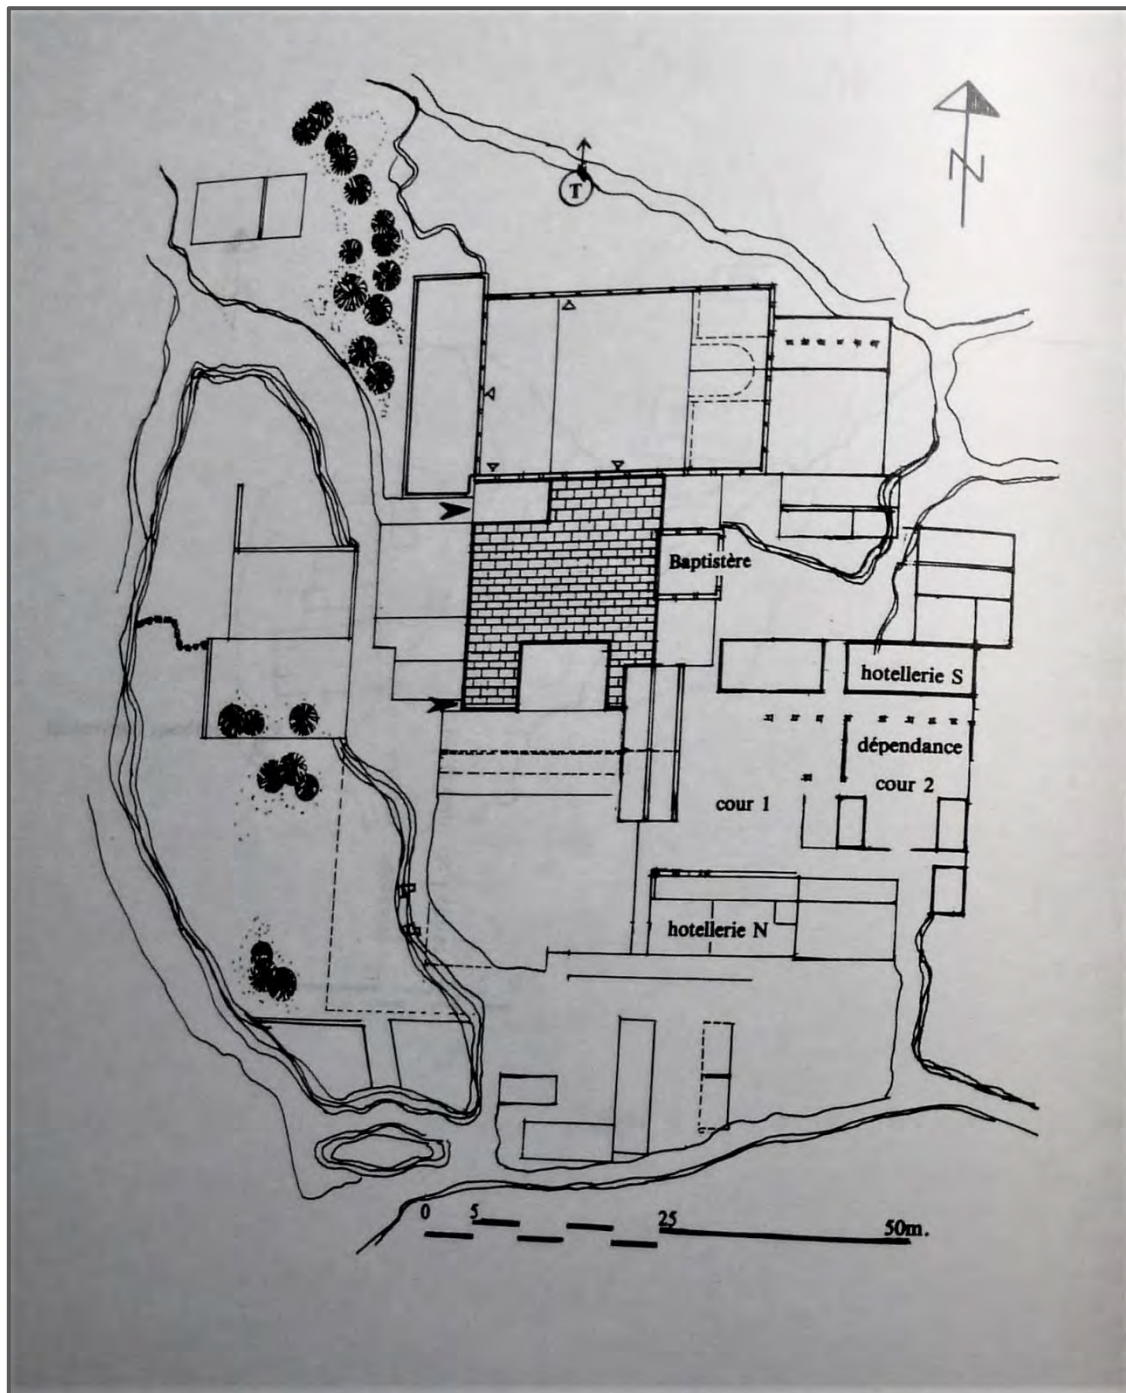 T
N
Baptistère
hotellerie S
dépendance
cour 2
cour 1
hotellerie N
0 5 25 50m.